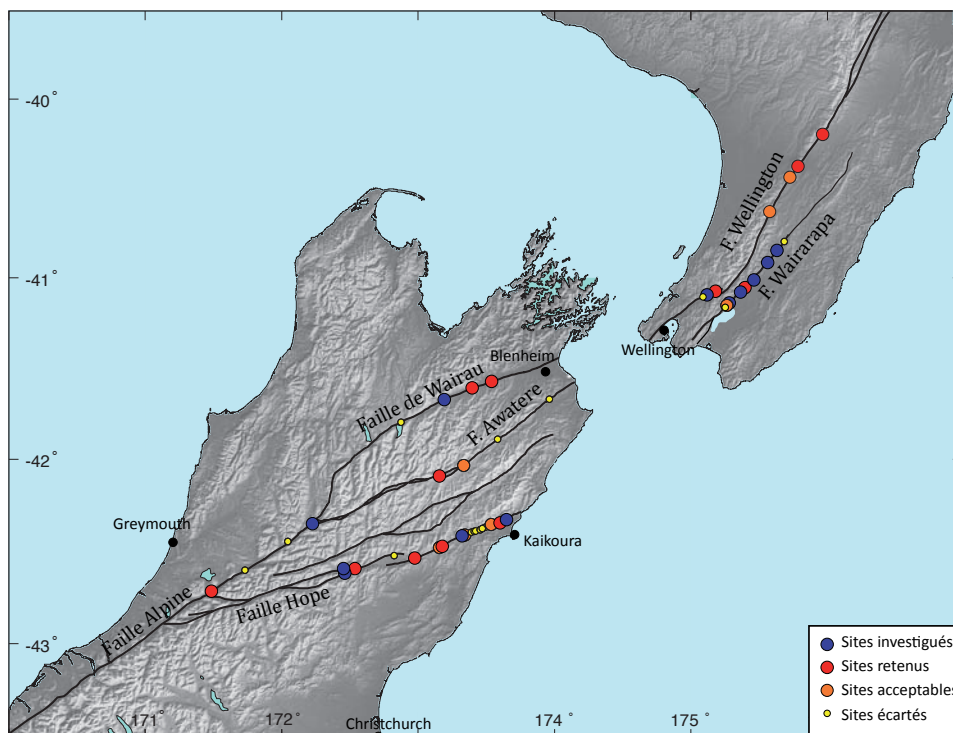 -40°
F. Wellington
F. Wairarapa
-41°
Wellington
Blenheim
Faille de Wairau
F. Awatere
-42°
Greymouth
Kaikoura
Faille Alpine
Faille Hope
-43°
Sites investigués
Sites retenus
Sites acceptables
Sites écartés
171°
172°
Christchurch
174°
175°